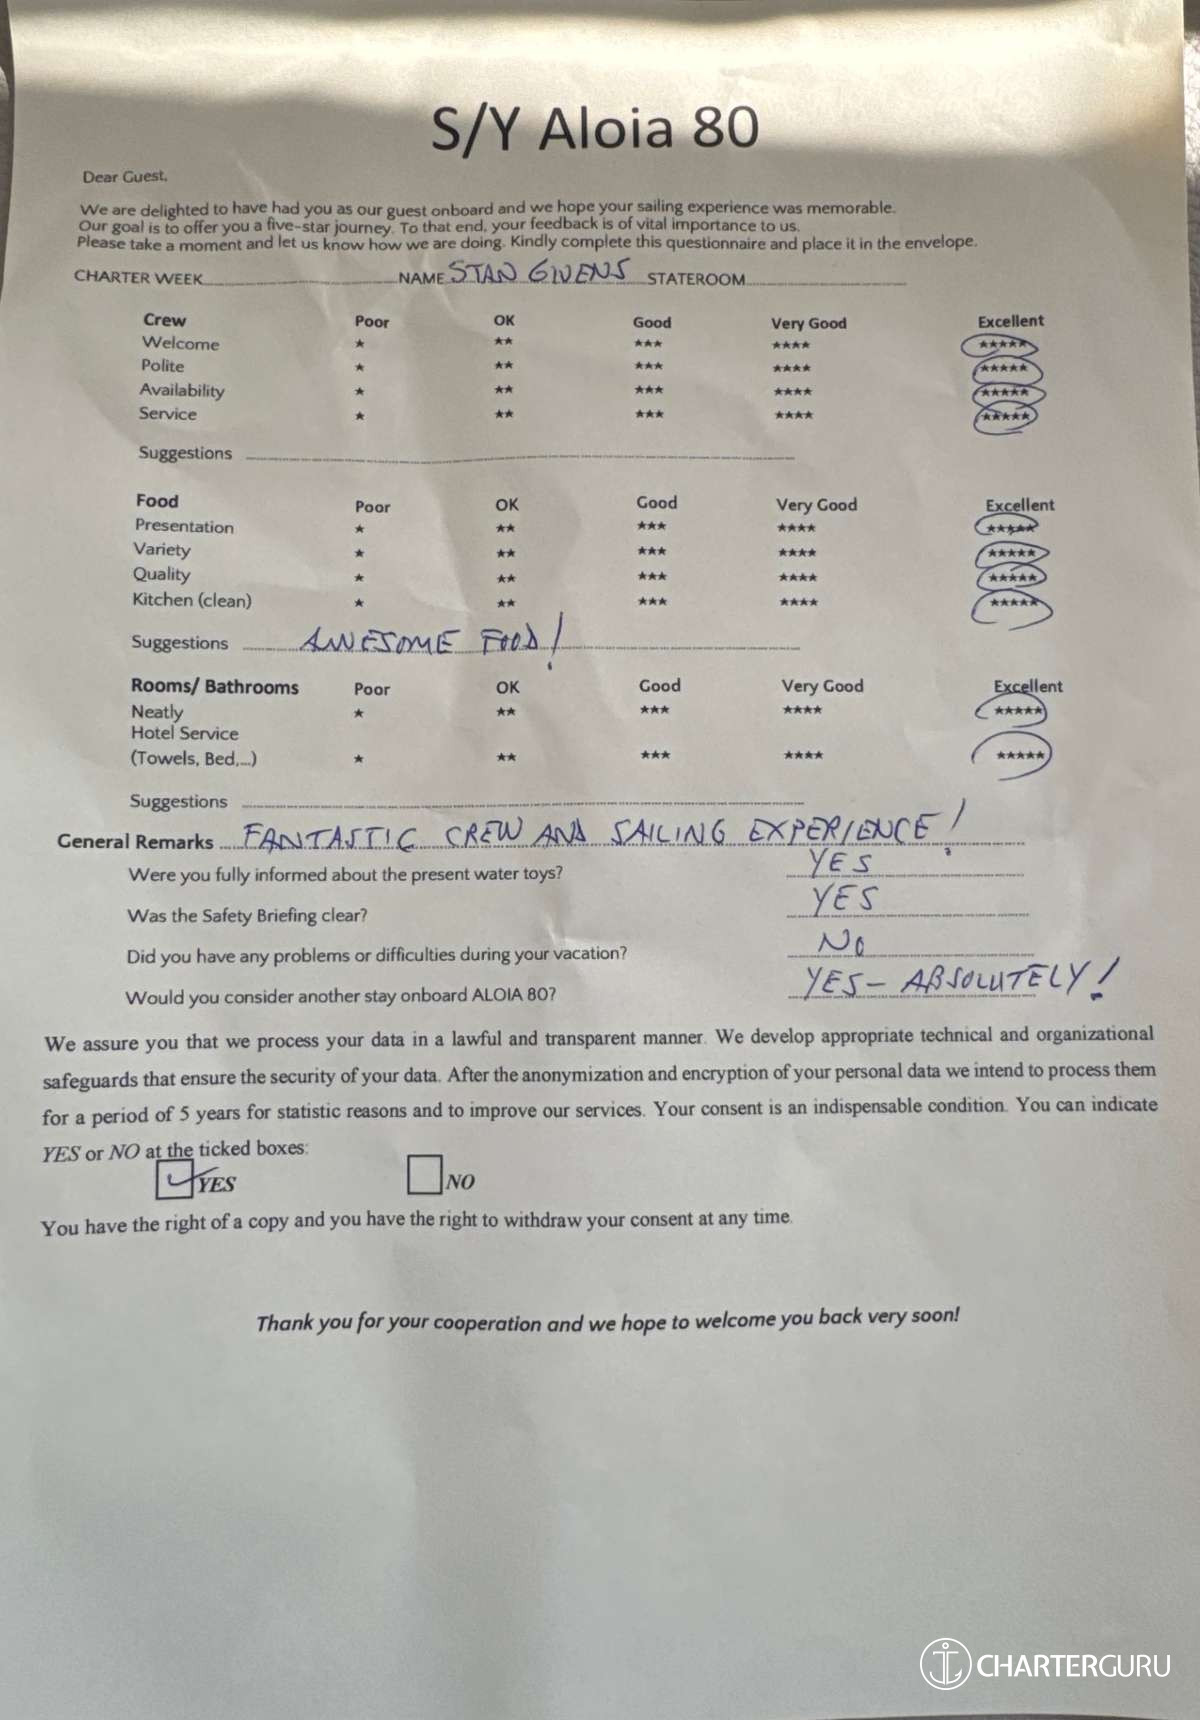 S/Y Aloia 80
Dear Guest,
We are delighted to have had you as our guest onboard and we hope your sailing experience was memorable.
Our goal is to offer you a five-star journey. To that end, your feedback is of vital importance to us.
Please take a moment and let us know how we are doing. Kindly complete this questionnaire and place it in the envelope.
CHARTER WEEK NAME STAN GIVENS STATEROOM
Crew Poor OK Good Very Good Excellent
Welcome ★ ★★ ★★★ ★★★★ ★★★★★
Polite ★ ★★ ★★★ ★★★★ ★★★★★
Availability ★ ★★ ★★★ ★★★★ ★★★★★
Service ★ ★★ ★★★ ★★★★ ★★★★★
Suggestions
Food Poor OK Good Very Good Excellent
Presentation ★ ★★ ★★★ ★★★★ ★★★★★
Variety ★ ★★ ★★★ ★★★★ ★★★★★
Quality ★ ★★ ★★★ ★★★★ ★★★★★
Kitchen (clean) ★ ★★ ★★★ ★★★★ ★★★★★
Suggestions AWESOME FOOD!
Rooms/ Bathrooms Poor OK Good Very Good Excellent
Neatly ★ ★★ ★★★ ★★★★ ★★★★★
Hotel Service
(Towels, Bed,...) ★ ★★ ★★★ ★★★★ ★★★★★
Suggestions
General Remarks FANTASTIC CREW AND SAILING EXPERIENCE!
Were you fully informed about the present water toys? YES
Was the Safety Briefing clear? YES
Did you have any problems or difficulties during your vacation? NO
Would you consider another stay onboard ALOIA 80? YES - ABSOLUTELY!
We assure you that we process your data in a lawful and transparent manner. We develop appropriate technical and organizational
safeguards that ensure the security of your data. After the anonymization and encryption of your personal data we intend to process them
for a period of 5 years for statistic reasons and to improve our services. Your consent is an indispensable condition. You can indicate
YES or NO at the ticked boxes:
YES NO
You have the right of a copy and you have the right to withdraw your consent at any time.
Thank you for your cooperation and we hope to welcome you back very soon!
CHARTERGURU